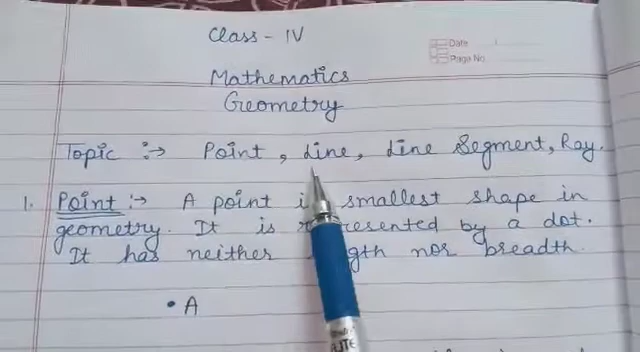 Class - IV
Date
Page No.
Mathematics
Geometry
Topic :→ Point, Line, Line Segment, Ray.
1. Point :→ A point smallest shape in
geometry. It is by a dot.
It has neither nor breadth.
• A